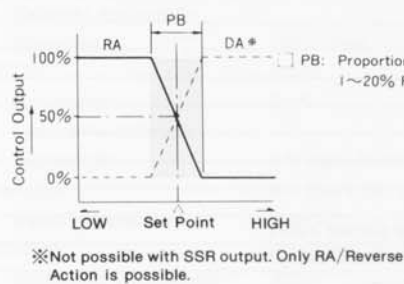 PB
RA
DA※
100%
50%
0%
Control Output
LOW
Set Point
HIGH
PB:
1~20%
※Not possible with SSR output. Only RA/Reverse
Action is possible.